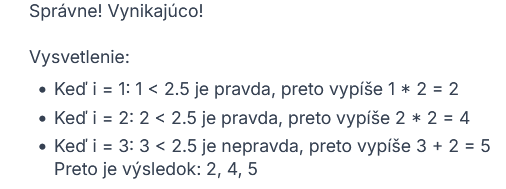 Správne! Vynikajúco!
Vysvetlenie:
• Keď i = 1: 1 < 2.5 je pravda, preto vypíše 1 * 2 = 2
• Keď i = 2: 2 < 2.5 je pravda, preto vypíše 2 * 2 = 4
• Keď i = 3: 3 < 2.5 je nepravda, preto vypíše 3 + 2 = 5
Preto je výsledok: 2, 4, 5